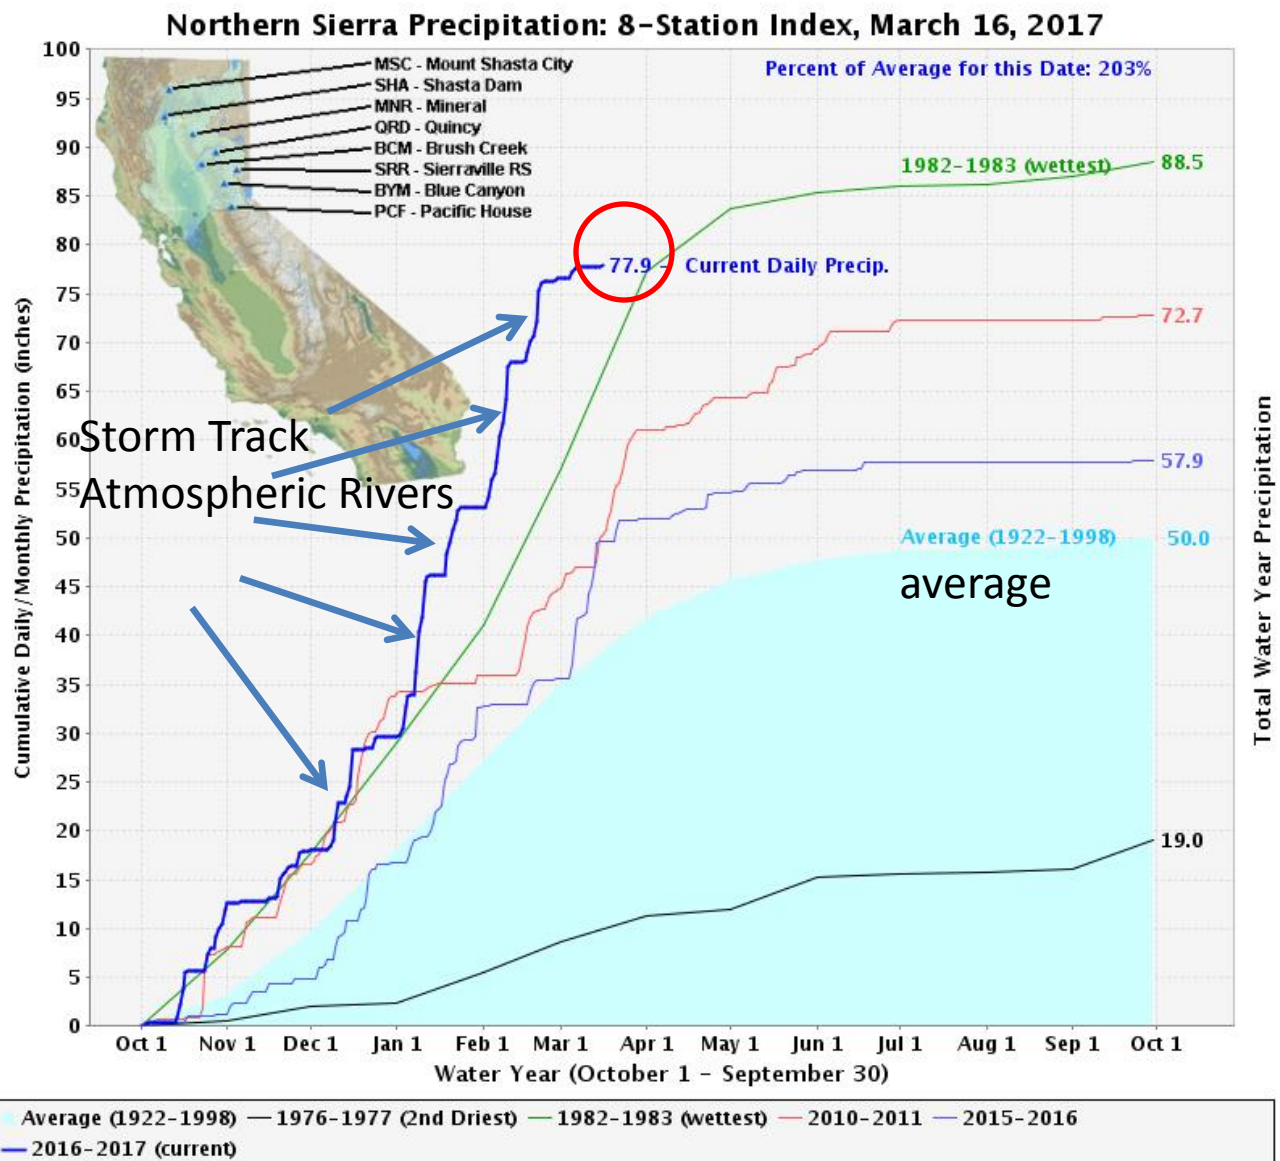 Northern Sierra Precipitation: 8-Station Index, March 16, 2017
Percent of Average for this Date: 203%
MSC - Mount Shasta City
SHA - Shasta Dam
MNR - Mineral
QRD - Quincy
BCM - Brush Creek
SRR - Sierraville RS
BYM - Blue Canyon
PCF - Pacific House
1982-1983 (wettest) 88.5
77.9 - Current Daily Precip.
72.7
Storm Track
Atmospheric Rivers
57.9
Average (1922-1998) 50.0
average
19.0
Cumulative Daily/Monthly Precipitation (inches)
100
95
90
85
80
75
70
65
60
55
50
45
40
35
30
25
20
15
10
5
0
Total Water Year Precipitation
Oct 1 Nov 1 Dec 1 Jan 1 Feb 1 Mar 1 Apr 1 May 1 Jun 1 Jul 1 Aug 1 Sep 1 Oct 1
Water Year (October 1 - September 30)
Average (1922-1998) 1976-1977 (2nd Driest) 1982-1983 (wettest) 2010-2011 2015-2016
2016-2017 (current)